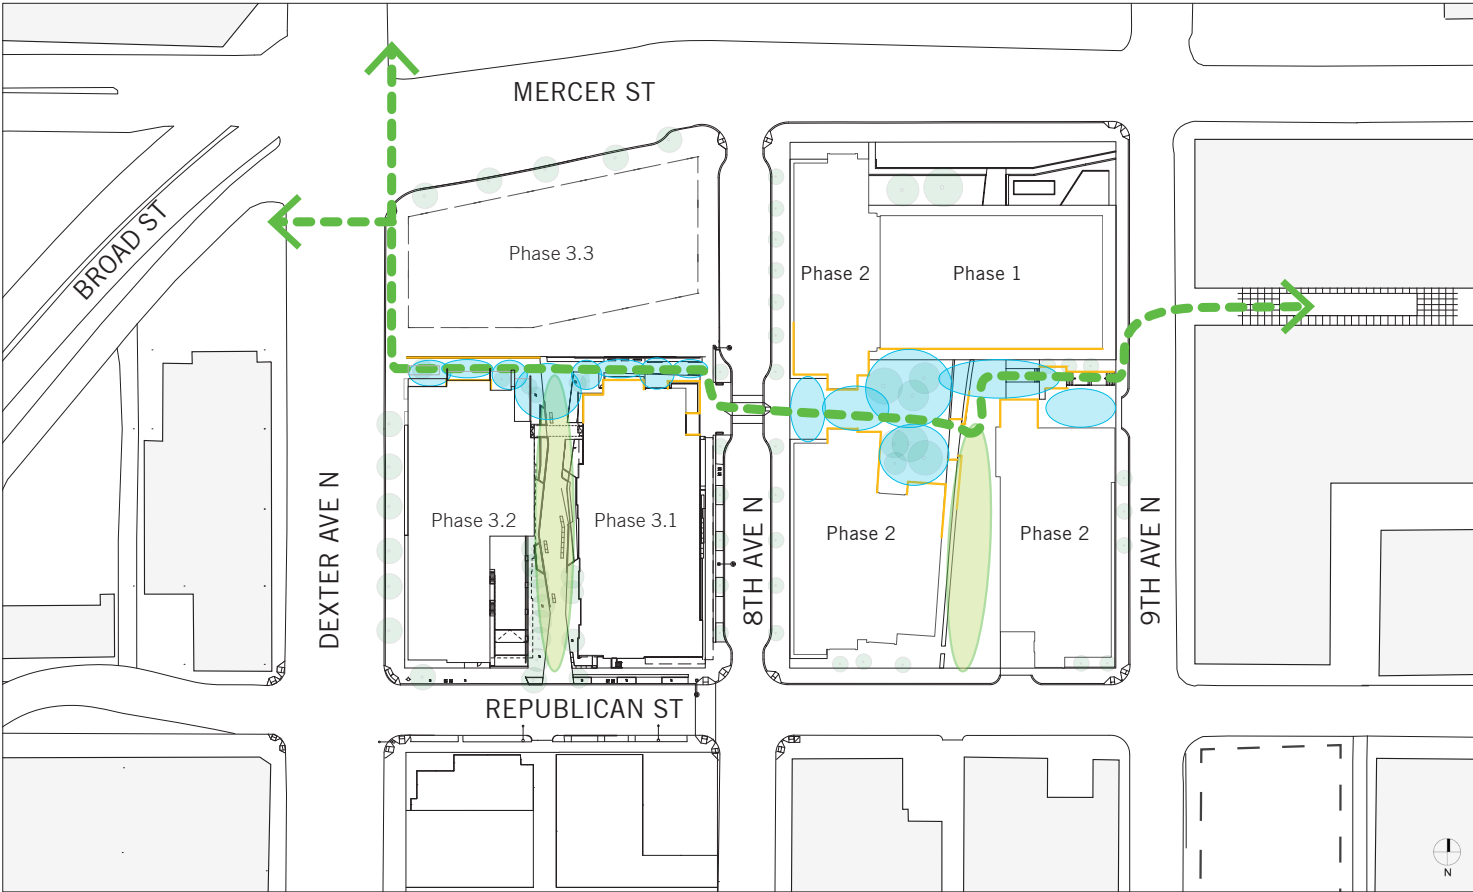 MERCER ST
BROAD ST
Phase 3.3
Phase 2
Phase 1
Phase 3.2
Phase 3.1
Phase 2
Phase 2
DEXTER AVE N
8TH AVE N
9TH AVE N
REPUBLICAN ST
N